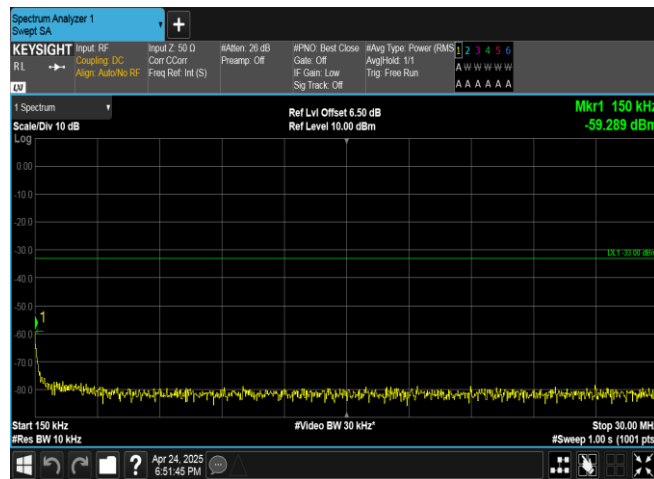 Spectrum Analyzer 1
Swept SA
KEYSIGHT
RL
LXI
Input: RF
Coupling: DC
Align: Auto/No RF
Input Z: 50 Ω
Corr CCorr
Freq Ref: Int (S)
#Atten: 26 dB
Preamp: Off
#PNO: Best Close
Gate: Off
IF Gain: Low
Sig Track: Off
#Avg Type: Power (RMS
Avg|Hold: 1/1
Trig: Free Run
1 2 3 4 5 6
A W W W W W
A A A A A A
1 Spectrum
Scale/Div 10 dB
Log
Ref Lvl Offset 6.50 dB
Ref Level 10.00 dBm
Mkr1 150 kHz
-59.289 dBm
0.00
-10.0
-20.0
-30.0
DL1 -33.00 dBm
-40.0
-50.0
1
-60.0
-70.0
-80.0
Start 150 kHz
#Video BW 30 kHz*
Stop 30.00 MHz
#Res BW 10 kHz
#Sweep 1.00 s (1001 pts
?
Apr 24, 2025
6:51:45 PM